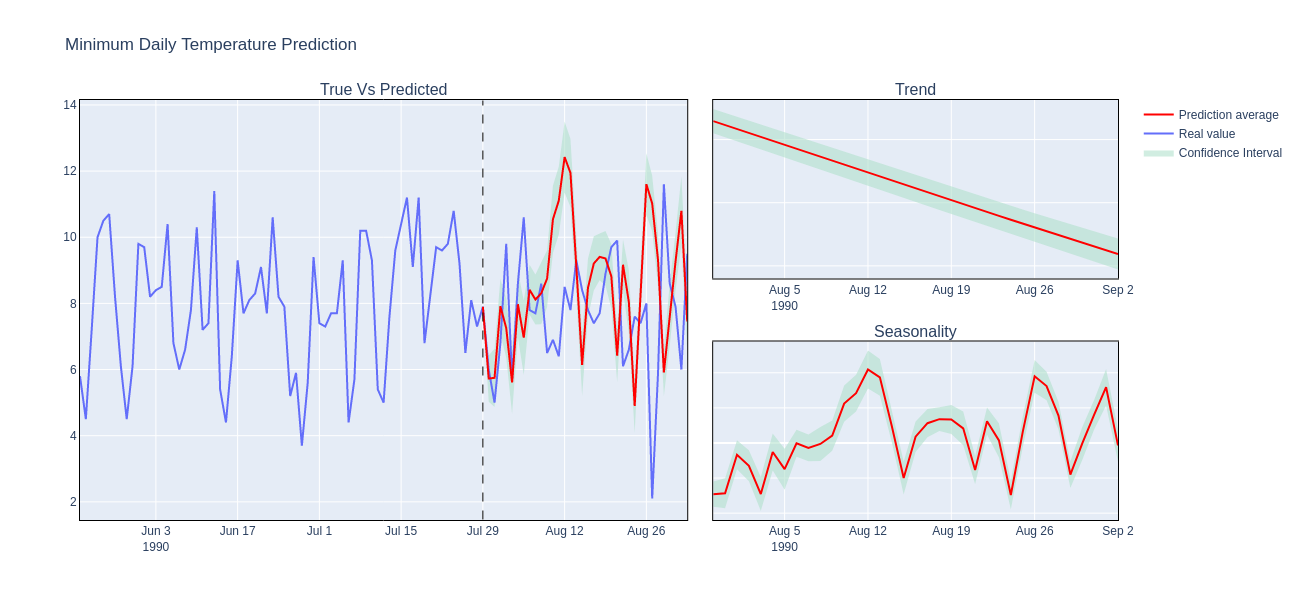 Minimum Daily Temperature Prediction
True Vs Predicted
14
12
10
8
6
4
2
Jun 3 Jun 17 Jul 1 Jul 15 Jul 29 Aug 12 Aug 26
1990
Trend
Aug 5 Aug 12 Aug 19 Aug 26 Sep 2
1990
Seasonality
Aug 5 Aug 12 Aug 19 Aug 26 Sep 2
1990
Prediction average
Real value
Confidence Interval